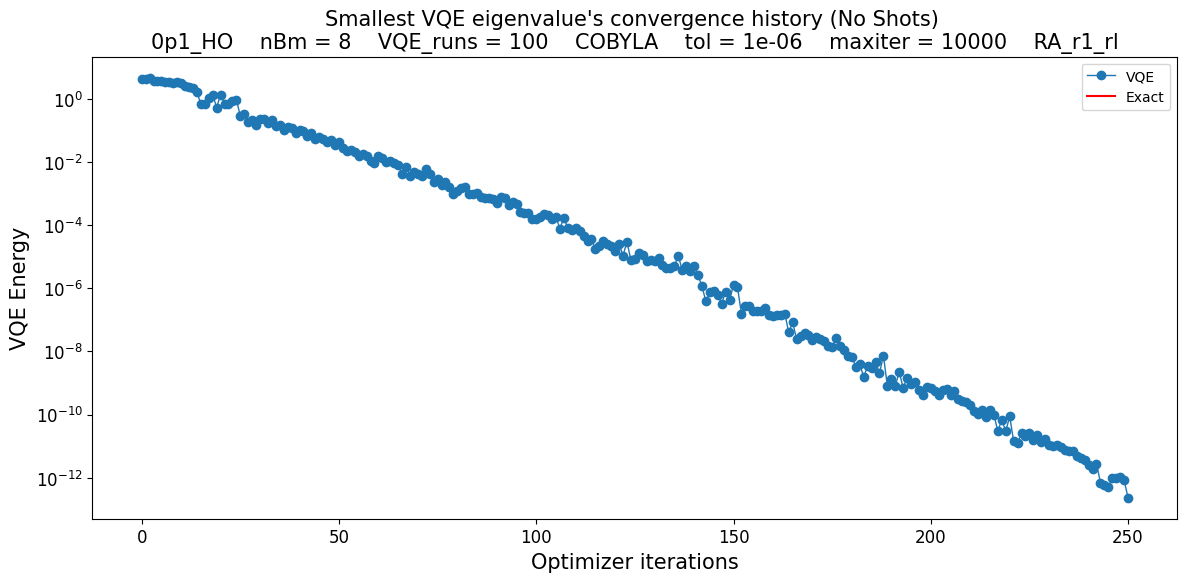 Smallest VQE eigenvalue's convergence history (No Shots)
0p1_HO    nBm = 8    VQE_runs = 100    COBYLA    tol = 1e-06    maxiter = 10000    RA_r1_rl
VQE
Exact
VQE Energy
10^0
10^-2
10^-4
10^-6
10^-8
10^-10
10^-12
0 50 100 150 200 250
Optimizer iterations